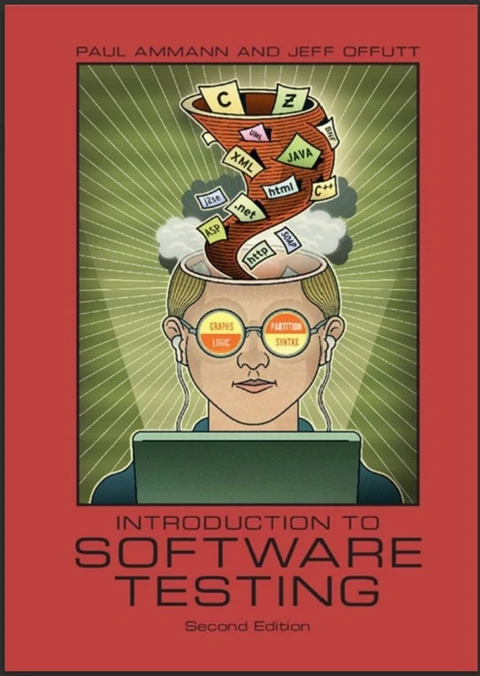 PAUL AMMANN AND JEFF OFFUTT
C
Z
UML
BNF
XML
JAVA
j2se
html
C++
.net
ASP
SOAP
http
GRAPHS
LOGIC
PARTITION
SYNTAX
INTRODUCTION TO
SOFTWARE
TESTING
Second Edition